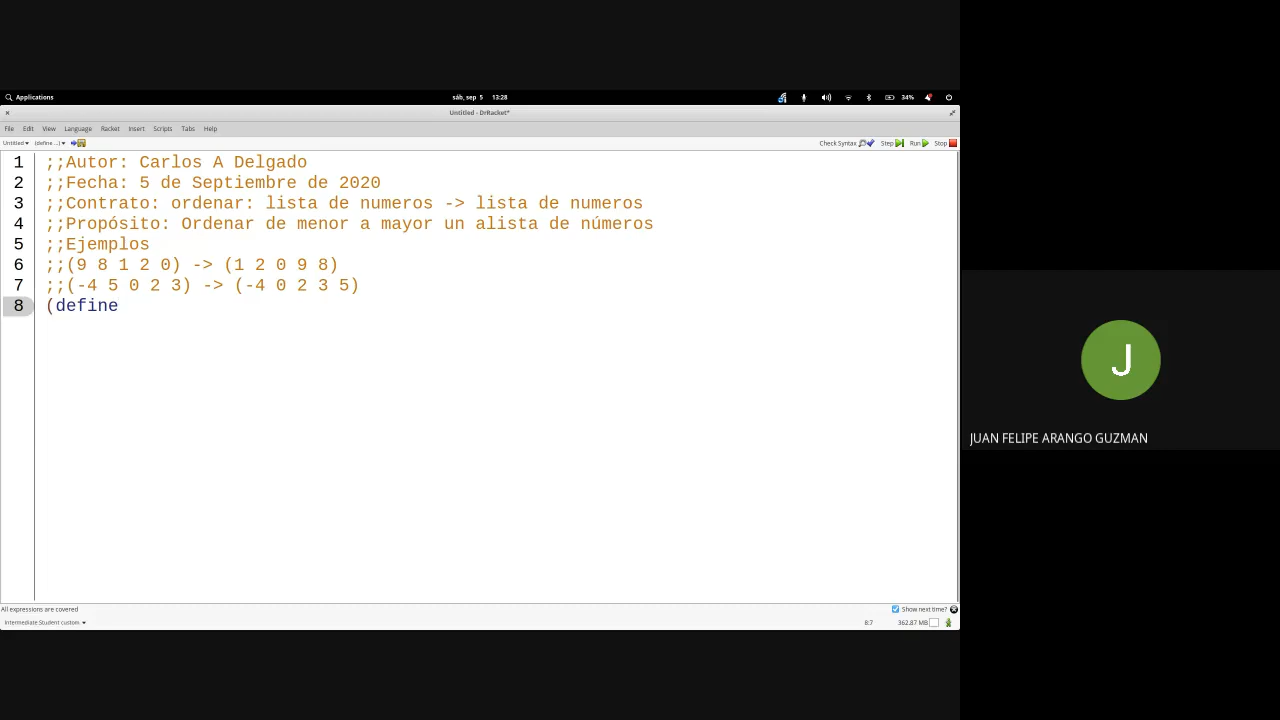 Applications
sáb, sep 5 13:28
34%
Untitled - DrRacket*
File Edit View Language Racket Insert Scripts Tabs Help
Untitled (define ...) Check Syntax Step Run Stop
1 ;;Autor: Carlos A Delgado
2 ;;Fecha: 5 de Septiembre de 2020
3 ;;Contrato: ordenar: lista de numeros -> lista de numeros
4 ;;Propósito: Ordenar de menor a mayor un alista de números
5 ;;Ejemplos
6 ;;(9 8 1 2 0) -> (1 2 0 9 8)
7 ;;(-4 5 0 2 3) -> (-4 0 2 3 5)
8 (define
J
JUAN FELIPE ARANGO GUZMAN
All expressions are covered
Show next time?
Intermediate Student custom
8:7 362.87 MB